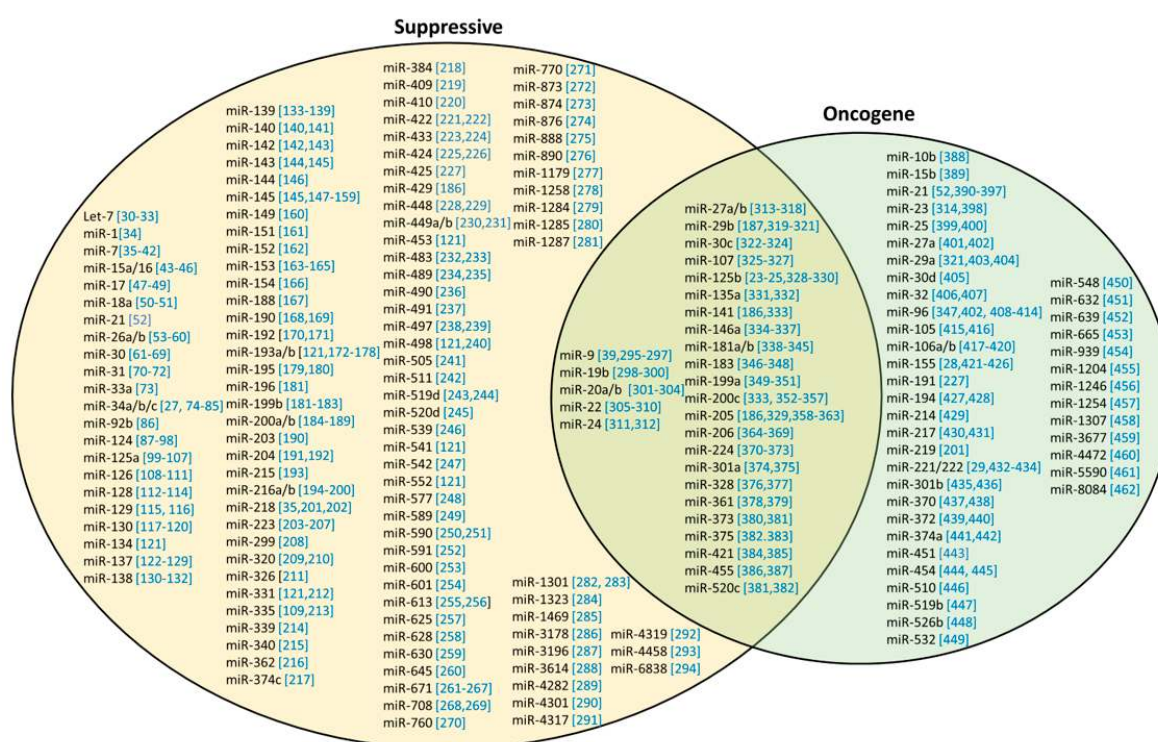 Suppressive
Let-7 [30-33]
miR-1[34]
miR-7[35-42]
miR-15a/16 [43-46]
miR-17 [47-49]
miR-18a [50-51]
miR-21 [52]
miR-26a/b [53-60]
miR-30 [61-69]
miR-31 [70-72]
miR-33a [73]
miR-34a/b/c [27, 74-85]
miR-92b [86]
miR-124 [87-98]
miR-125a [99-107]
miR-126 [108-111]
miR-128 [112-114]
miR-129 [115, 116]
miR-130 [117-120]
miR-134 [121]
miR-137 [122-129]
miR-138 [130-132]
miR-139 [133-139]
miR-140 [140,141]
miR-142 [142,143]
miR-143 [144,145]
miR-144 [146]
miR-145 [145,147-159]
miR-149 [160]
miR-151 [161]
miR-152 [162]
miR-153 [163-165]
miR-154 [166]
miR-188 [167]
miR-190 [168,169]
miR-192 [170,171]
miR-193a/b [121,172-178]
miR-195 [179,180]
miR-196 [181]
miR-199b [181-183]
miR-200a/b [184-189]
miR-203 [190]
miR-204 [191,192]
miR-215 [193]
miR-216a/b [194-200]
miR-218 [35,201,202]
miR-223 [203-207]
miR-299 [208]
miR-320 [209,210]
miR-326 [211]
miR-331 [121,212]
miR-335 [109,213]
miR-339 [214]
miR-340 [215]
miR-362 [216]
miR-374c [217]
miR-384 [218]
miR-409 [219]
miR-410 [220]
miR-422 [221,222]
miR-433 [223,224]
miR-424 [225,226]
miR-425 [227]
miR-429 [186]
miR-448 [228,229]
miR-449a/b [230,231]
miR-453 [121]
miR-483 [232,233]
miR-489 [234,235]
miR-490 [236]
miR-491 [237]
miR-497 [238,239]
miR-498 [121,240]
miR-505 [241]
miR-511 [242]
miR-519d [243,244]
miR-520d [245]
miR-539 [246]
miR-541 [121]
miR-542 [247]
miR-552 [121]
miR-577 [248]
miR-589 [249]
miR-590 [250,251]
miR-591 [252]
miR-600 [253]
miR-601 [254]
miR-613 [255,256]
miR-625 [257]
miR-628 [258]
miR-630 [259]
miR-645 [260]
miR-671 [261-267]
miR-708 [268,269]
miR-760 [270]
miR-770 [271]
miR-873 [272]
miR-874 [273]
miR-876 [274]
miR-888 [275]
miR-890 [276]
miR-1179 [277]
miR-1258 [278]
miR-1284 [279]
miR-1285 [280]
miR-1287 [281]
miR-1301 [282, 283]
miR-1323 [284]
miR-1469 [285]
miR-3178 [286]
miR-3196 [287]
miR-3614 [288]
miR-4282 [289]
miR-4301 [290]
miR-4317 [291]
miR-4319 [292]
miR-4458 [293]
miR-6838 [294]
miR-9 [39,295-297]
miR-19b [298-300]
miR-20a/b [301-304]
miR-22 [305-310]
miR-24 [311,312]
miR-27a/b [313-318]
miR-29b [187,319-321]
miR-30c [322-324]
miR-107 [325-327]
miR-125b [23-25,328-330]
miR-135a [331,332]
miR-141 [186,333]
miR-146a [334-337]
miR-181a/b [338-345]
miR-183 [346-348]
miR-199a [349-351]
miR-200c [333, 352-357]
miR-205 [186,329,358-363]
miR-206 [364-369]
miR-224 [370-373]
miR-301a [374,375]
miR-328 [376,377]
miR-361 [378,379]
miR-373 [380,381]
miR-375 [382.383]
miR-421 [384,385]
miR-455 [386,387]
miR-520c [381,382]
Oncogene
miR-10b [388]
miR-15b [389]
miR-21 [52,390-397]
miR-23 [314,398]
miR-25 [399,400]
miR-27a [401,402]
miR-29a [321,403,404]
miR-30d [405]
miR-32 [406,407]
miR-96 [347,402, 408-414]
miR-105 [415,416]
miR-106a/b [417-420]
miR-155 [28,421-426]
miR-191 [227]
miR-194 [427,428]
miR-214 [429]
miR-217 [430,431]
miR-219 [201]
miR-221/222 [29,432-434]
miR-301b [435,436]
miR-370 [437,438]
miR-372 [439,440]
miR-374a [441,442]
miR-451 [443]
miR-454 [444, 445]
miR-510 [446]
miR-519b [447]
miR-526b [448]
miR-532 [449]
miR-548 [450]
miR-632 [451]
miR-639 [452]
miR-665 [453]
miR-939 [454]
miR-1204 [455]
miR-1246 [456]
miR-1254 [457]
miR-1307 [458]
miR-3677 [459]
miR-4472 [460]
miR-5590 [461]
miR-8084 [462]